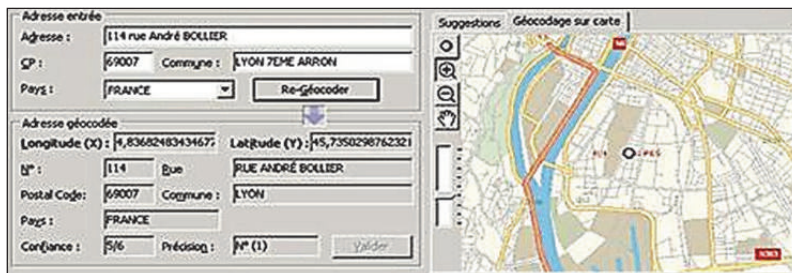 Adresse entrée
Adresse : 114 rue André BOLLIER
CP : 69007 Commune : LYON 7EME ARRON
Pays : FRANCE Re-Géocoder
Adresse géocodée
Longitude (X) : 4,83682483434677 Latitude (Y) : 45,7350298762321
N° : 114 Rue RUE ANDRÉ BOLLIER
Postal Code: 69007 Commune : LYON
Pays : FRANCE
Confiance : 5/6 Précision : N° (1) Valider
Suggestions Géocodage sur carte